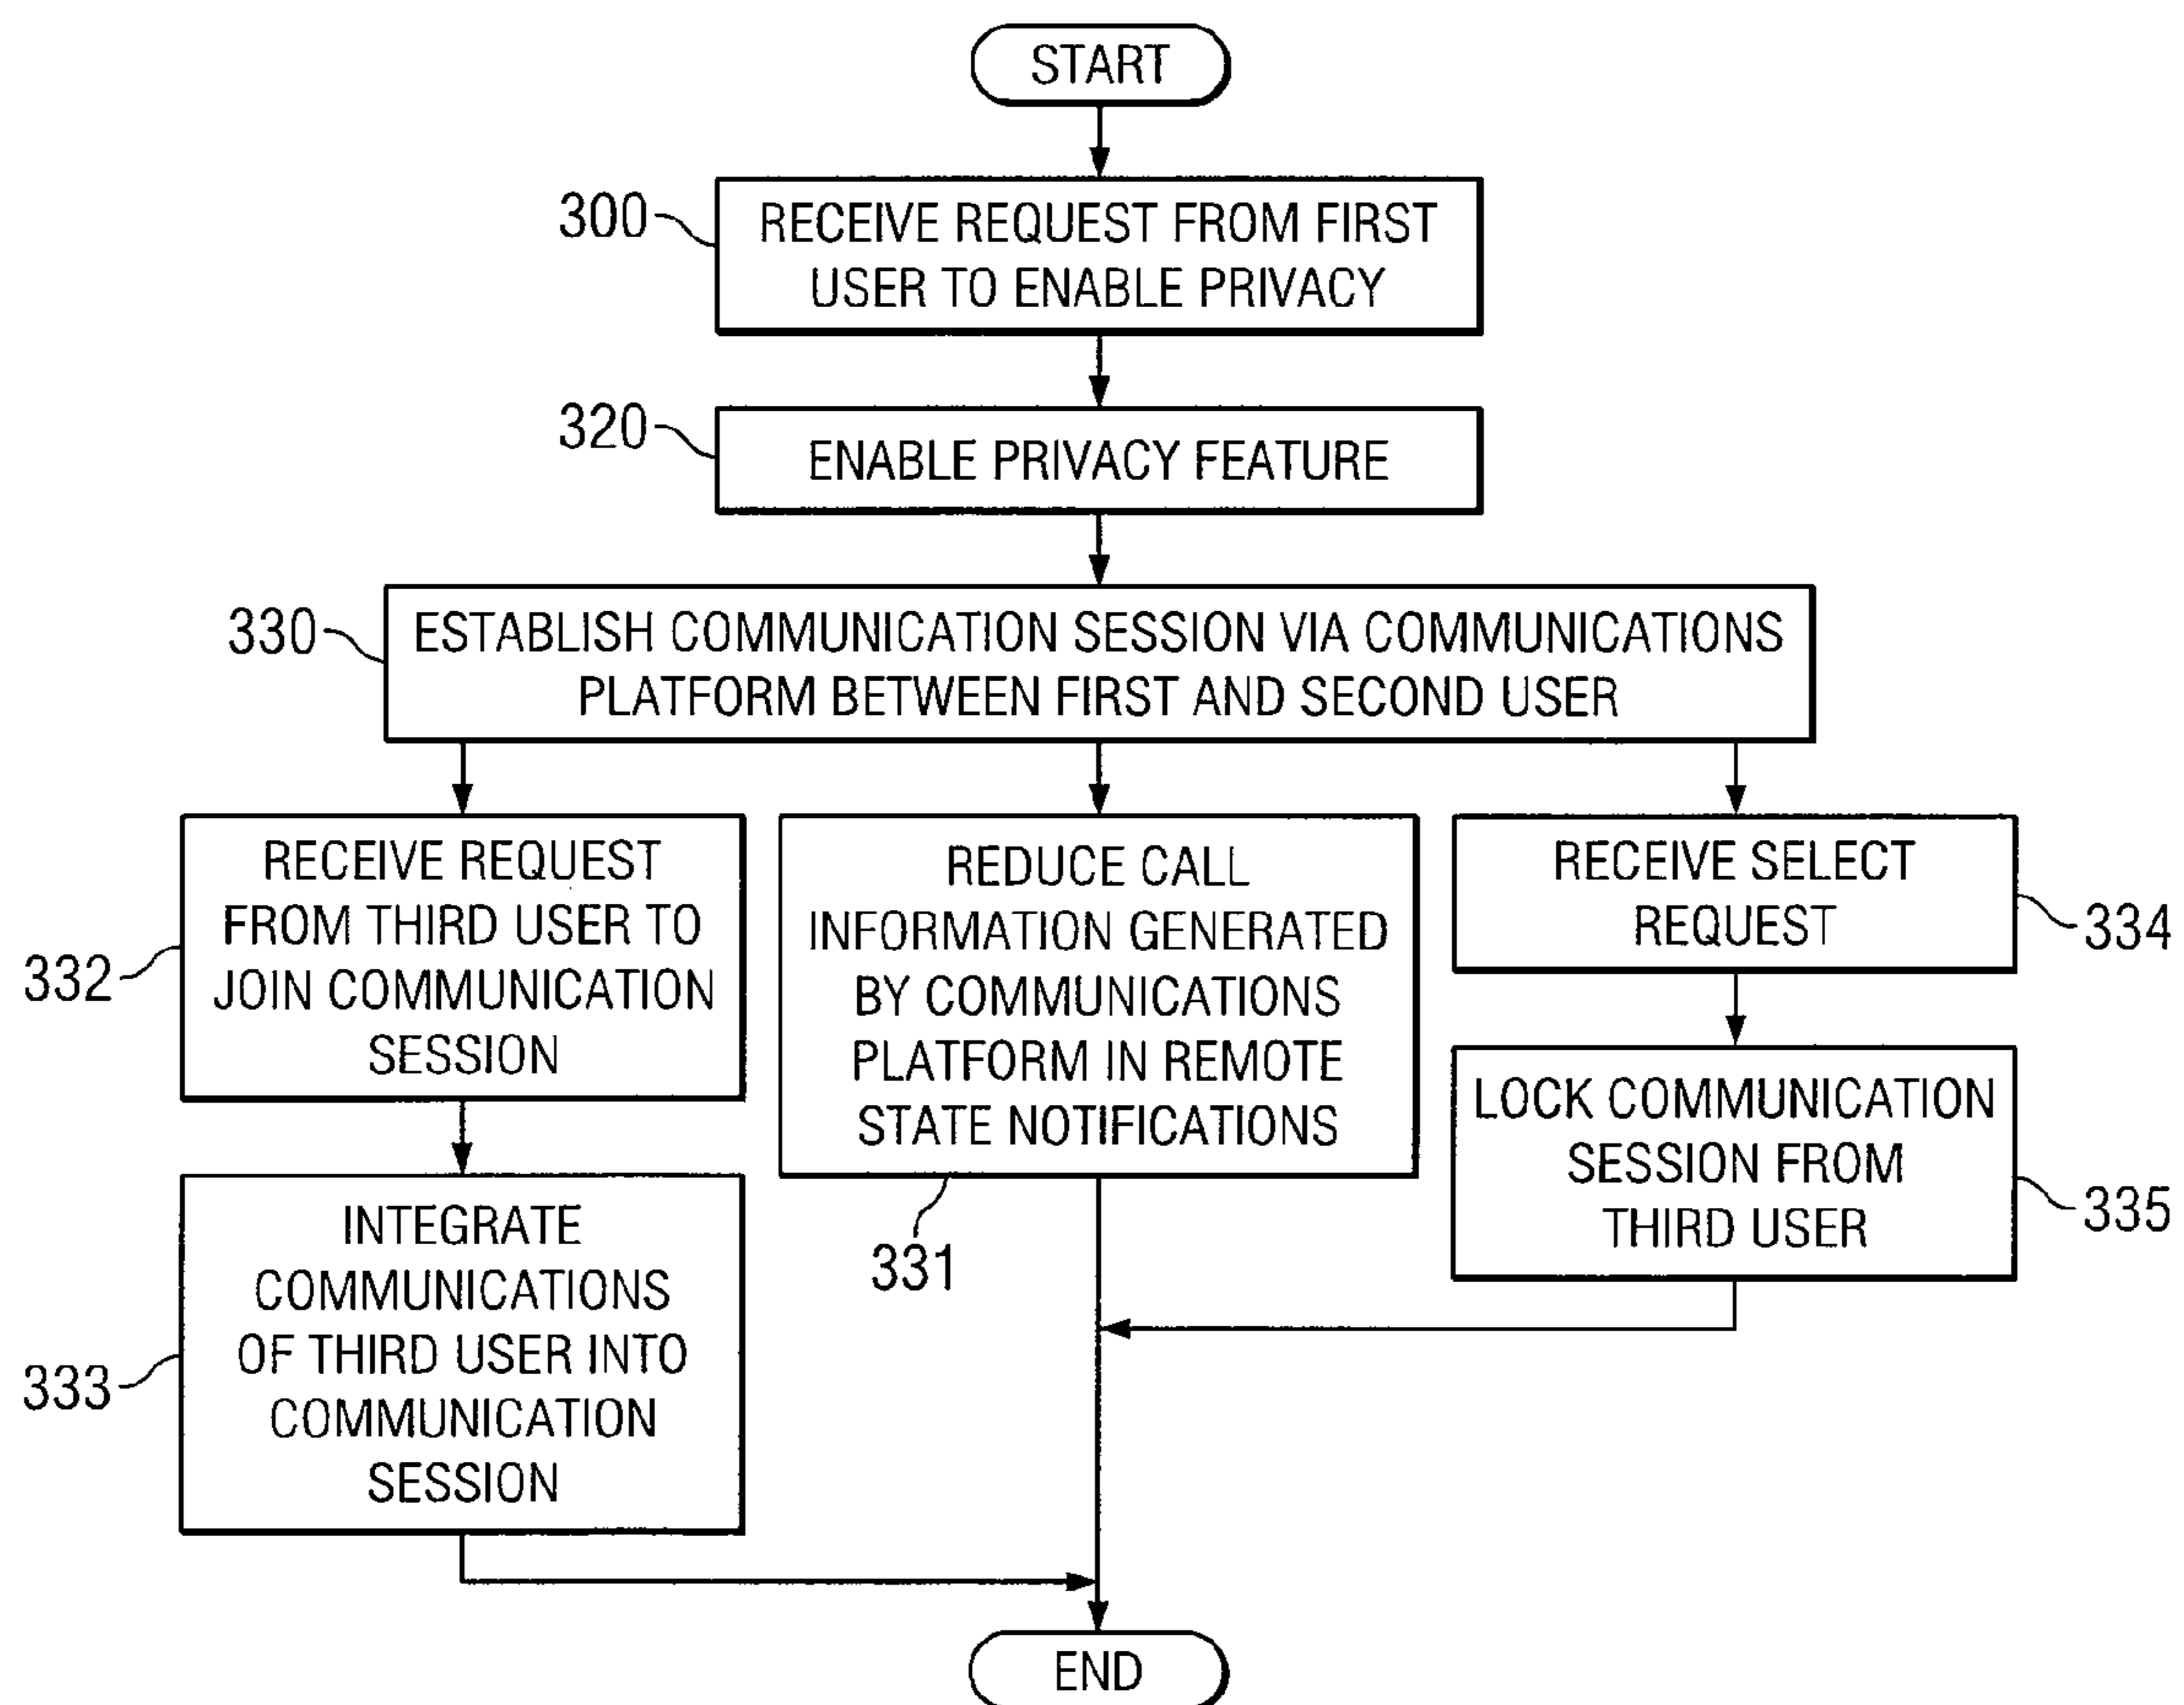 START
300
RECEIVE REQUEST FROM FIRST
USER TO ENABLE PRIVACY
320
ENABLE PRIVACY FEATURE
330
ESTABLISH COMMUNICATION SESSION VIA COMMUNICATIONS
PLATFORM BETWEEN FIRST AND SECOND USER
332
RECEIVE REQUEST
FROM THIRD USER TO
JOIN COMMUNICATION
SESSION
REDUCE CALL
INFORMATION GENERATED
BY COMMUNICATIONS
PLATFORM IN REMOTE
STATE NOTIFICATIONS
331
RECEIVE SELECT
REQUEST
334
LOCK COMMUNICATION
SESSION FROM
THIRD USER
335
333
INTEGRATE
COMMUNICATIONS
OF THIRD USER INTO
COMMUNICATION
SESSION
END